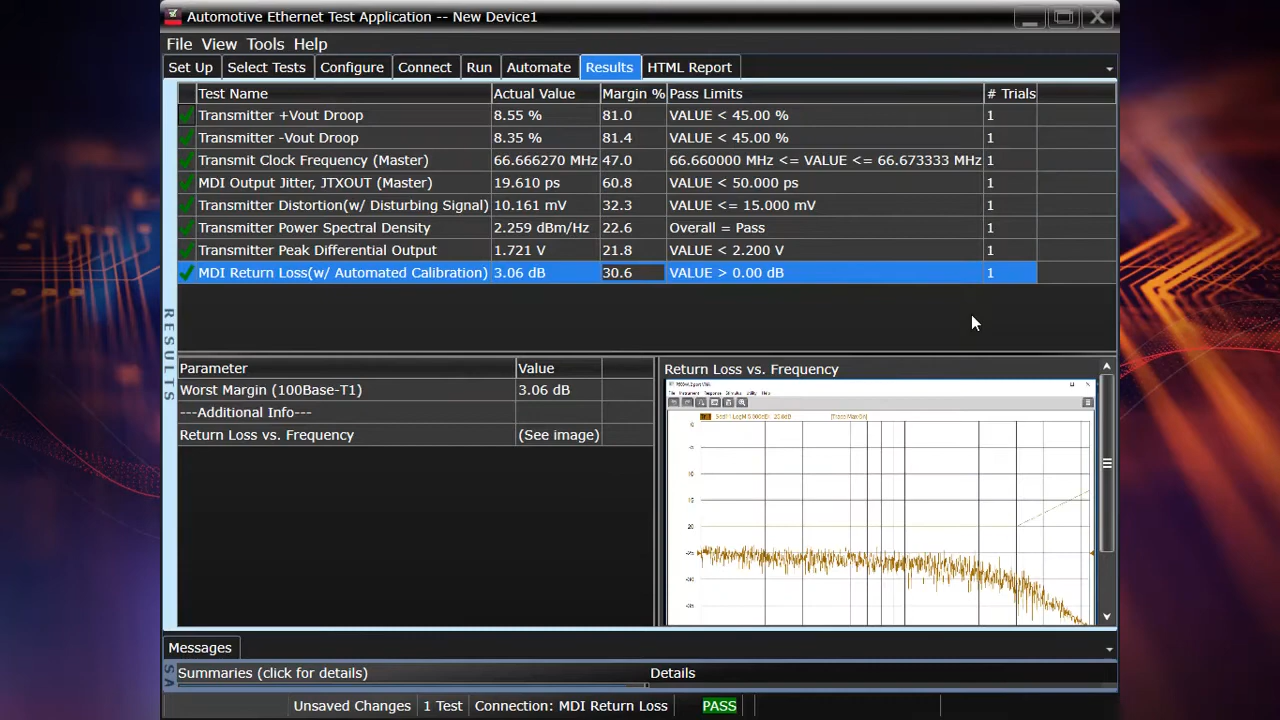 Automotive Ethernet Test Application -- New Device1
File View Tools Help
Set Up Select Tests Configure Connect Run Automate Results HTML Report
Test Name Actual Value Margin % Pass Limits # Trials
Transmitter +Vout Droop 8.55 % 81.0 VALUE < 45.00 % 1
Transmitter -Vout Droop 8.35 % 81.4 VALUE < 45.00 % 1
Transmit Clock Frequency (Master) 66.666270 MHz 47.0 66.660000 MHz <= VALUE <= 66.673333 MHz 1
MDI Output Jitter, JTXOUT (Master) 19.610 ps 60.8 VALUE < 50.000 ps 1
Transmitter Distortion(w/ Disturbing Signal) 10.161 mV 32.3 VALUE <= 15.000 mV 1
Transmitter Power Spectral Density 2.259 dBm/Hz 22.6 Overall = Pass 1
Transmitter Peak Differential Output 1.721 V 21.8 VALUE < 2.200 V 1
MDI Return Loss(w/ Automated Calibration) 3.06 dB 30.6 VALUE > 0.00 dB 1
RESULTS
Parameter Value
Worst Margin (100Base-T1) 3.06 dB
---Additional Info---
Return Loss vs. Frequency (See image)
Return Loss vs. Frequency
File Instrument Response Stimulus Utility Help
Messages
Summaries (click for details) Details
Unsaved Changes 1 Test Connection: MDI Return Loss PASS